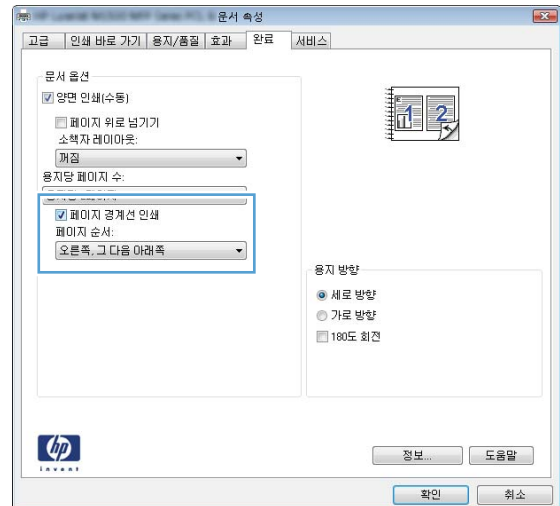 문서 속성
고급 인쇄 바로 가기 용지/품질 효과 완료 서비스
문서 옵션
양면 인쇄(수동)
페이지 위로 넘기기
소책자 레이아웃:
꺼짐
용지당 페이지 수:
페이지 경계선 인쇄
페이지 순서:
오른쪽, 그 다음 아래쪽
1 2
용지 방향
세로 방향
가로 방향
180도 회전
hp
invent
정보... 도움말
확인 취소